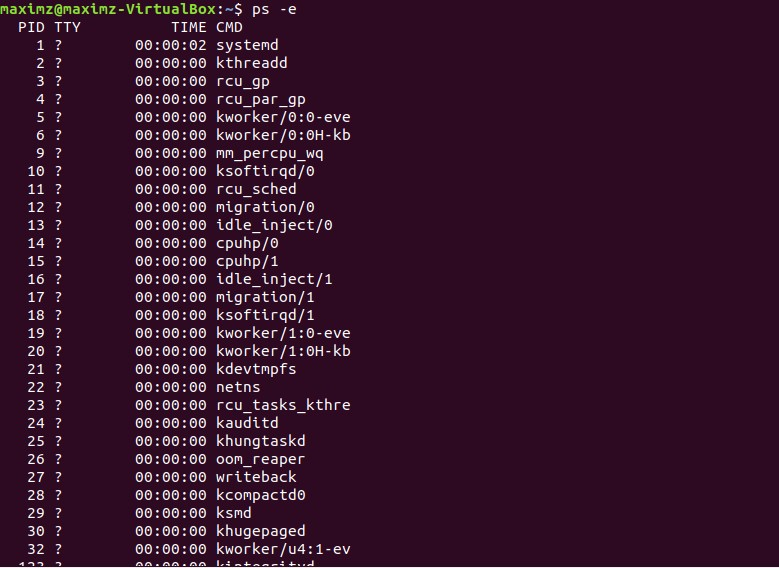 maximz@maximz-VirtualBox:~$ ps -e
PID TTY TIME CMD
1 ? 00:00:02 systemd
2 ? 00:00:00 kthreadd
3 ? 00:00:00 rcu_gp
4 ? 00:00:00 rcu_par_gp
5 ? 00:00:00 kworker/0:0-eve
6 ? 00:00:00 kworker/0:0H-kb
9 ? 00:00:00 mm_percpu_wq
10 ? 00:00:00 ksoftirqd/0
11 ? 00:00:00 rcu_sched
12 ? 00:00:00 migration/0
13 ? 00:00:00 idle_inject/0
14 ? 00:00:00 cpuhp/0
15 ? 00:00:00 cpuhp/1
16 ? 00:00:00 idle_inject/1
17 ? 00:00:00 migration/1
18 ? 00:00:00 ksoftirqd/1
19 ? 00:00:00 kworker/1:0-eve
20 ? 00:00:00 kworker/1:0H-kb
21 ? 00:00:00 kdevtmpfs
22 ? 00:00:00 netns
23 ? 00:00:00 rcu_tasks_kthre
24 ? 00:00:00 kauditd
25 ? 00:00:00 khungtaskd
26 ? 00:00:00 oom_reaper
27 ? 00:00:00 writeback
28 ? 00:00:00 kcompactd0
29 ? 00:00:00 ksmd
30 ? 00:00:00 khugepaged
32 ? 00:00:00 kworker/u4:1-ev